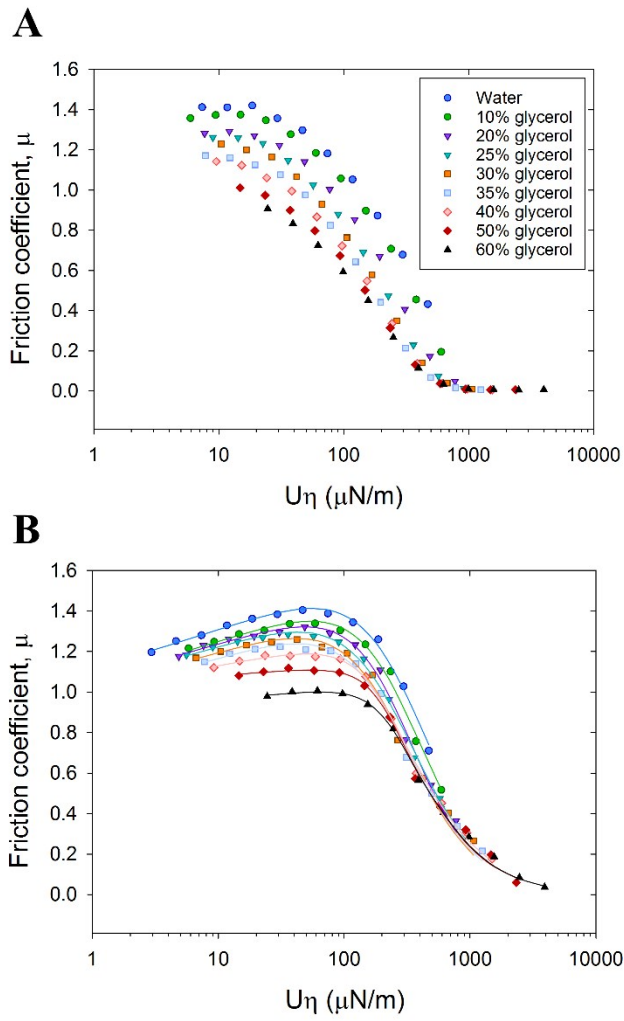 A
1.6
1.4
1.2
1.0
0.8
0.6
0.4
0.2
0.0
Friction coefficient, μ
Water
10% glycerol
20% glycerol
25% glycerol
30% glycerol
35% glycerol
40% glycerol
50% glycerol
60% glycerol
1 10 100 1000 10000
Uη (μN/m)
B
1.6
1.4
1.2
1.0
0.8
0.6
0.4
0.2
0.0
Friction coefficient, μ
1 10 100 1000 10000
Uη (μN/m)